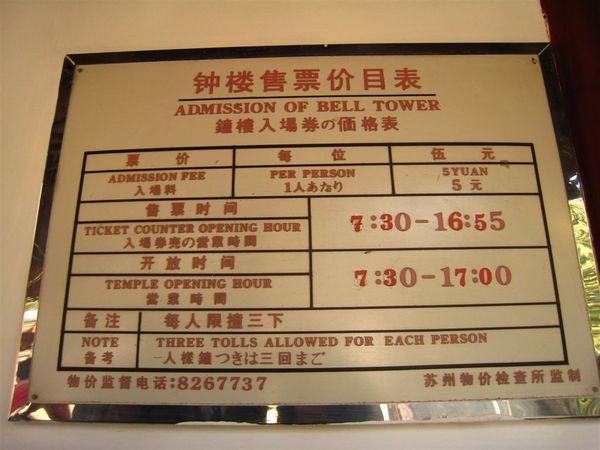 钟楼售票价目表
ADMISSION OF BELL TOWER
鐘樓入場券の価格表
票价 每位 伍元
ADMISSION FEE PER PERSON 5YUAN
入場料 1人あたり 5元
售票时间
TICKET COUNTER OPENING HOUR
入場券売の営業時間
7:30-16:55
开放时间
TEMPLE OPENING HOUR
営業時間
7:30-17:00
备注 每人限撞三下
NOTE THREE TOLLS ALLOWED FOR EACH PERSON
备考 一人様鐘つきは三回まで
物价监督电话:8267737 苏州物价检查所监制